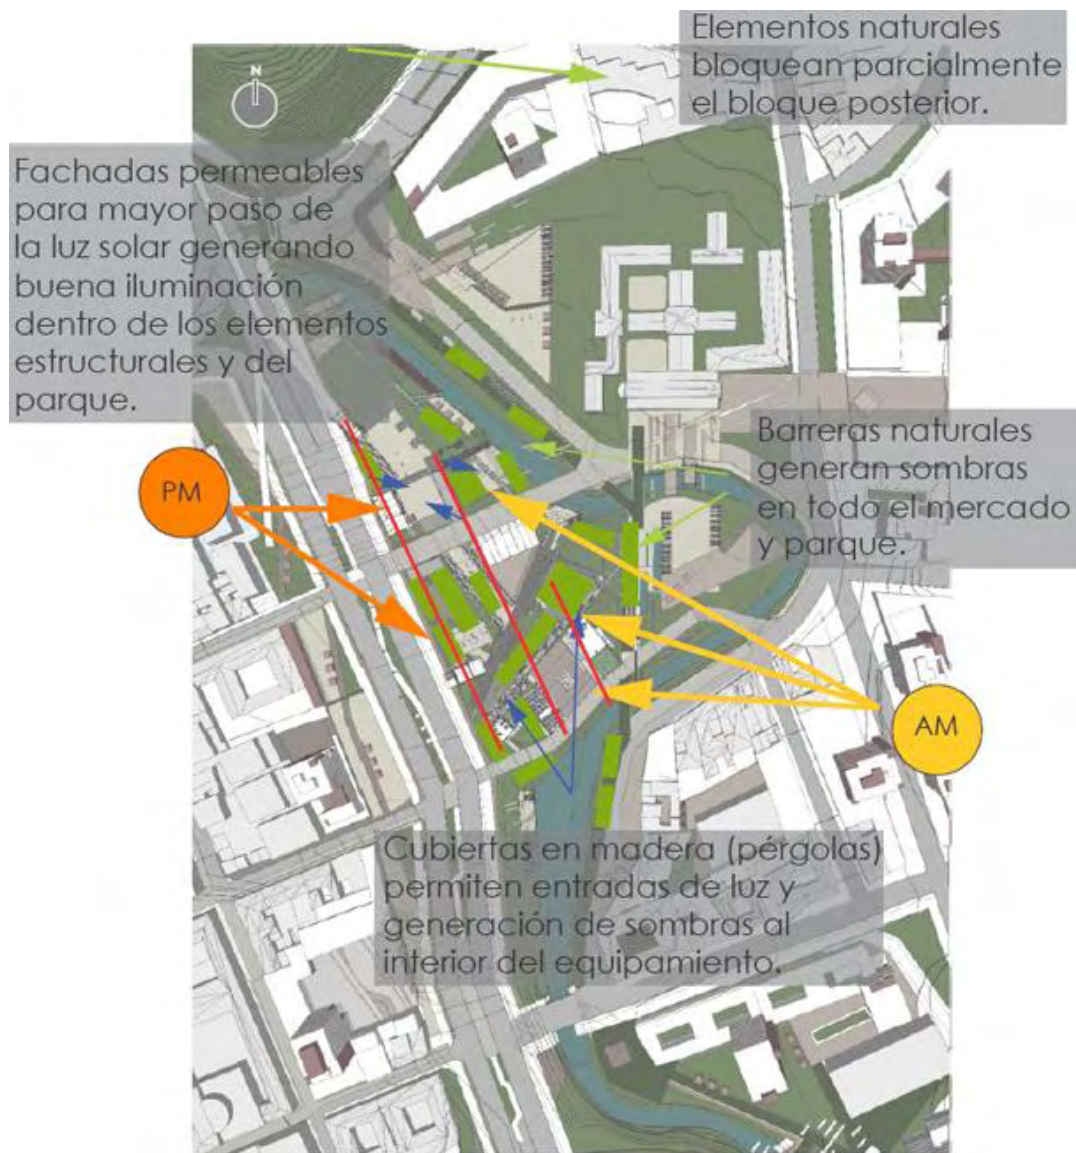 Elementos naturales
bloquean parcialmente
el bloque posterior.
N
Fachadas permeables
para mayor paso de
la luz solar generando
buena iluminación
dentro de los elementos
estructurales y del
parque.
Barreras naturales
generan sombras
en todo el mercado
y parque.
PM
AM
Cubiertas en madera (pérgolas)
permiten entradas de luz y
generación de sombras al
interior del equipamiento.